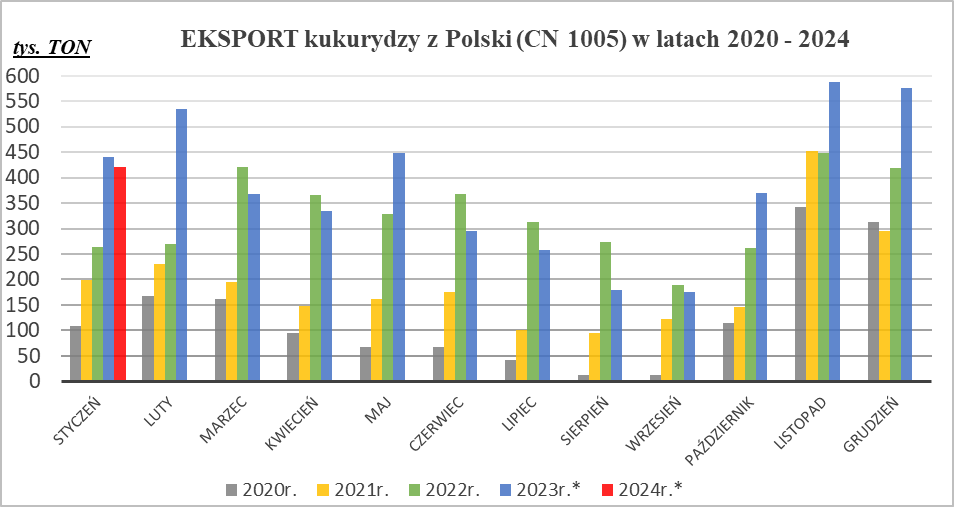 EKSPORT kukurydzy z Polski (CN 1005) w latach 2020 - 2024
tys. TON
600
550
500
450
400
350
300
250
200
150
100
50
0
STYCZEŃ
LUTY
MARZEC
KWIECIEŃ
MAJ
CZERWIEC
LIPIEC
SIERPIEŃ
WRZESIEŃ
PAŹDZIERNIK
LISTOPAD
GRUDZIEŃ
2020r. 2021r. 2022r. 2023r.* 2024r.*